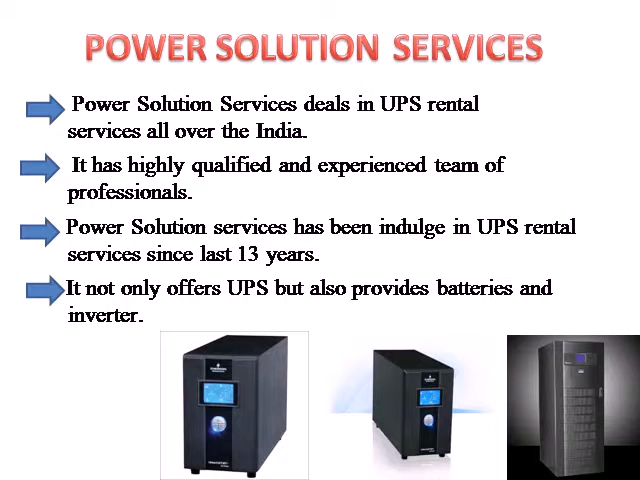 POWER SOLUTION SERVICES
Power Solution Services deals in UPS rental
services all over the India.
It has highly qualified and experienced team of
professionals.
Power Solution services has been indulge in UPS rental
services since last 13 years.
It not only offers UPS but also provides batteries and
inverter.